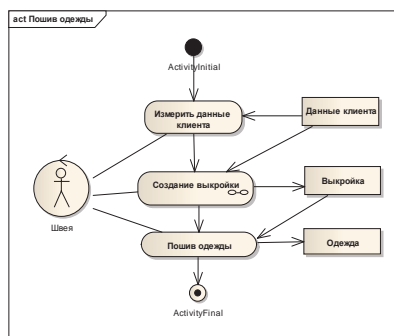 act Пошив одежды
ActivityInitial
Измерить данные
клиента
Данные клиента
Создание выкройки
Выкройка
Швея
Пошив одежды
Одежда
ActivityFinal